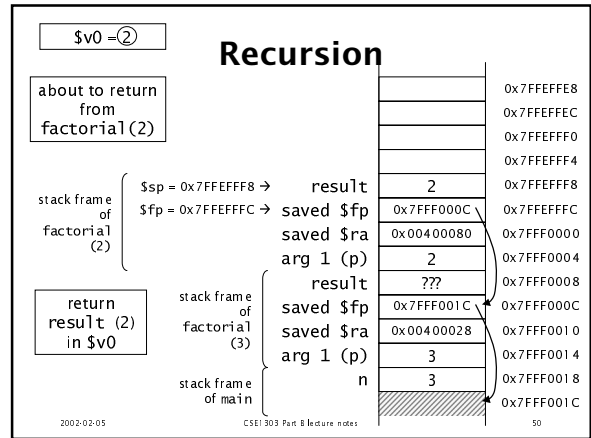 $v0 = 2
Recursion
about to return
from
factorial(2)
0x7FFEFFE8
0x7FFEFFEC
0x7FFEFFF0
0x7FFEFFF4
stack frame
of
factorial
(2)
$sp = 0x7FFEFFF8 → result 2 0x7FFEFFF8
$fp = 0x7FFEFFFC → saved $fp 0x7FFF000C 0x7FFEFFFC
saved $ra 0x00400080 0x7FFF0000
arg 1 (p) 2 0x7FFF0004
return
result (2)
in $v0
stack frame
of
factorial
(3)
result ??? 0x7FFF0008
saved $fp 0x7FFF001C 0x7FFF000C
saved $ra 0x00400028 0x7FFF0010
arg 1 (p) 3 0x7FFF0014
stack frame
of main
n 3 0x7FFF0018
0x7FFF001C
2002-02-05 CSE1303 Part B lecture notes 50